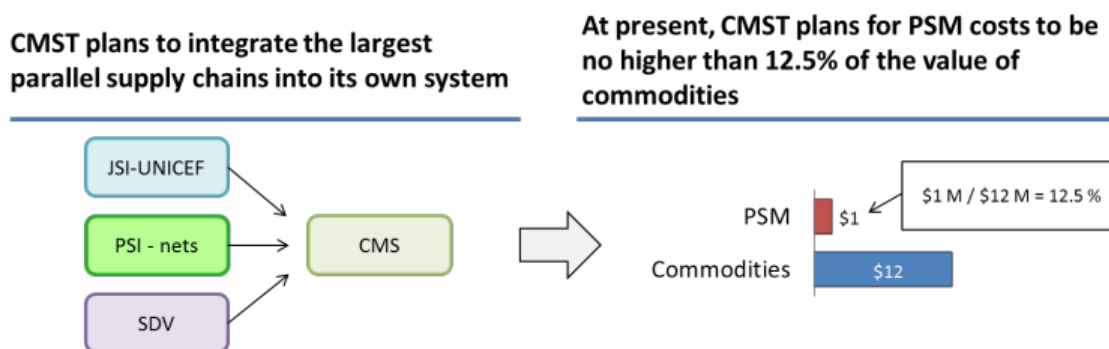 CMST plans to integrate the largest
parallel supply chains into its own system
JSI-UNICEF
PSI - nets
SDV
CMS
At present, CMST plans for PSM costs to be
no higher than 12.5% of the value of
commodities
$1 M / $12 M = 12.5 %
PSM
$1
Commodities
$12